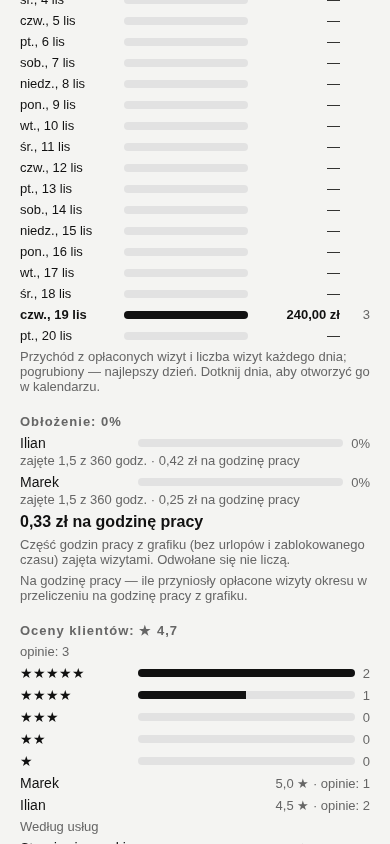 śr., 4 lis —
czw., 5 lis —
pt., 6 lis —
sob., 7 lis —
niedz., 8 lis —
pon., 9 lis —
wt., 10 lis —
śr., 11 lis —
czw., 12 lis —
pt., 13 lis —
sob., 14 lis —
niedz., 15 lis —
pon., 16 lis —
wt., 17 lis —
śr., 18 lis —
czw., 19 lis 240,00 zł 3
pt., 20 lis —
Przychód z opłaconych wizyt i liczba wizyt każdego dnia;
pogrubiony — najlepszy dzień. Dotknij dnia, aby otworzyć go
w kalendarzu.
Obłożenie: 0%
Ilian 0%
zajęte 1,5 z 360 godz. · 0,42 zł na godzinę pracy
Marek 0%
zajęte 1,5 z 360 godz. · 0,25 zł na godzinę pracy
0,33 zł na godzinę pracy
Część godzin pracy z grafiku (bez urlopów i zablokowanego
czasu) zajęta wizytami. Odwołane się nie liczą.
Na godzinę pracy — ile przyniosły opłacone wizyty okresu w
przeliczeniu na godzinę pracy z grafiku.
Oceny klientów: ★ 4,7
opinie: 3
★★★★★ 2
★★★★ 1
★★★ 0
★★ 0
★ 0
Marek 5,0 ★ · opinie: 1
Ilian 4,5 ★ · opinie: 2
Według usług